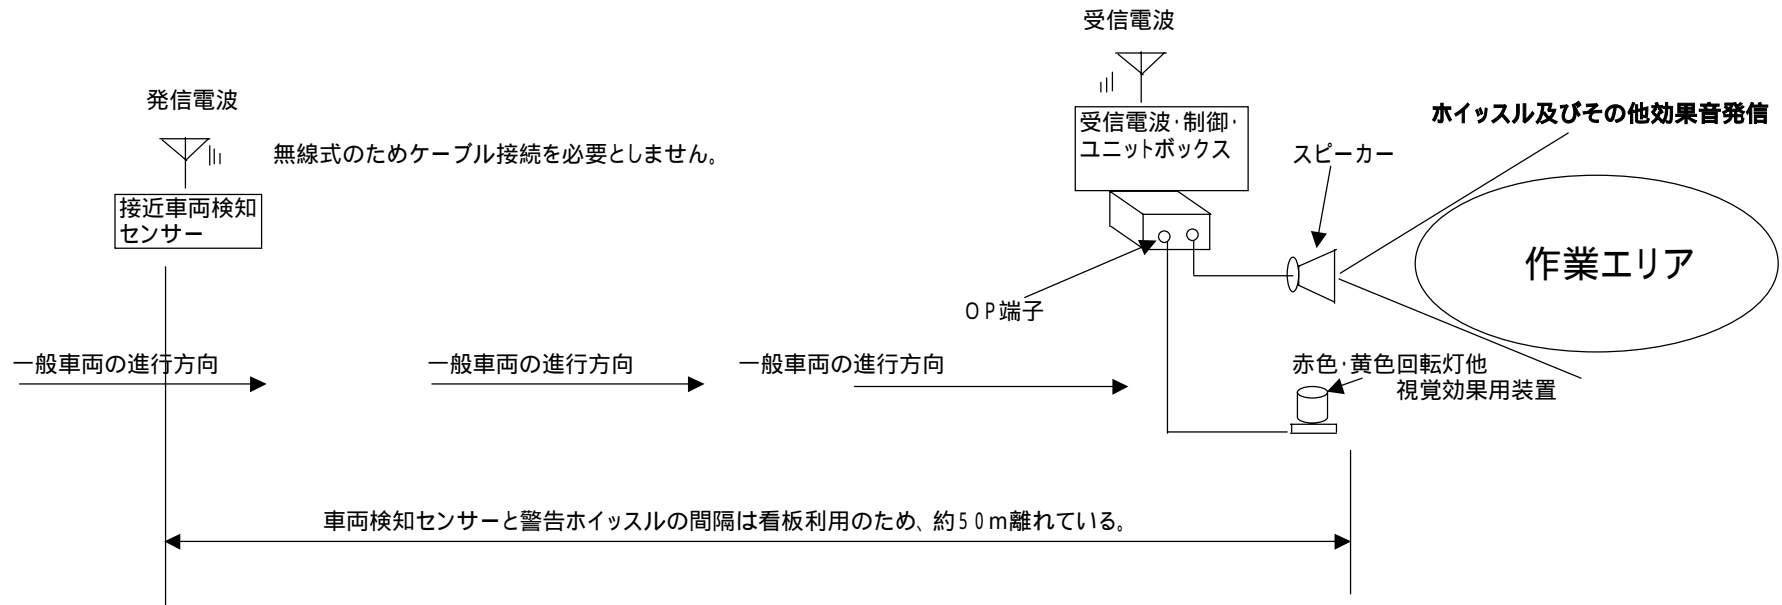 受信電波
発信電波
ホイッスル及びその他効果音発信
受信電波・制御・
ユニットボックス
スピーカー
無線式のためケーブル接続を必要としません。
接近車両検知
センサー
作業エリア
OP端子
一般車両の進行方向
一般車両の進行方向
一般車両の進行方向
赤色・黄色回転灯他
視覚効果用装置
車両検知センサーと警告ホイッスルの間隔は看板利用のため、約50m離れている。